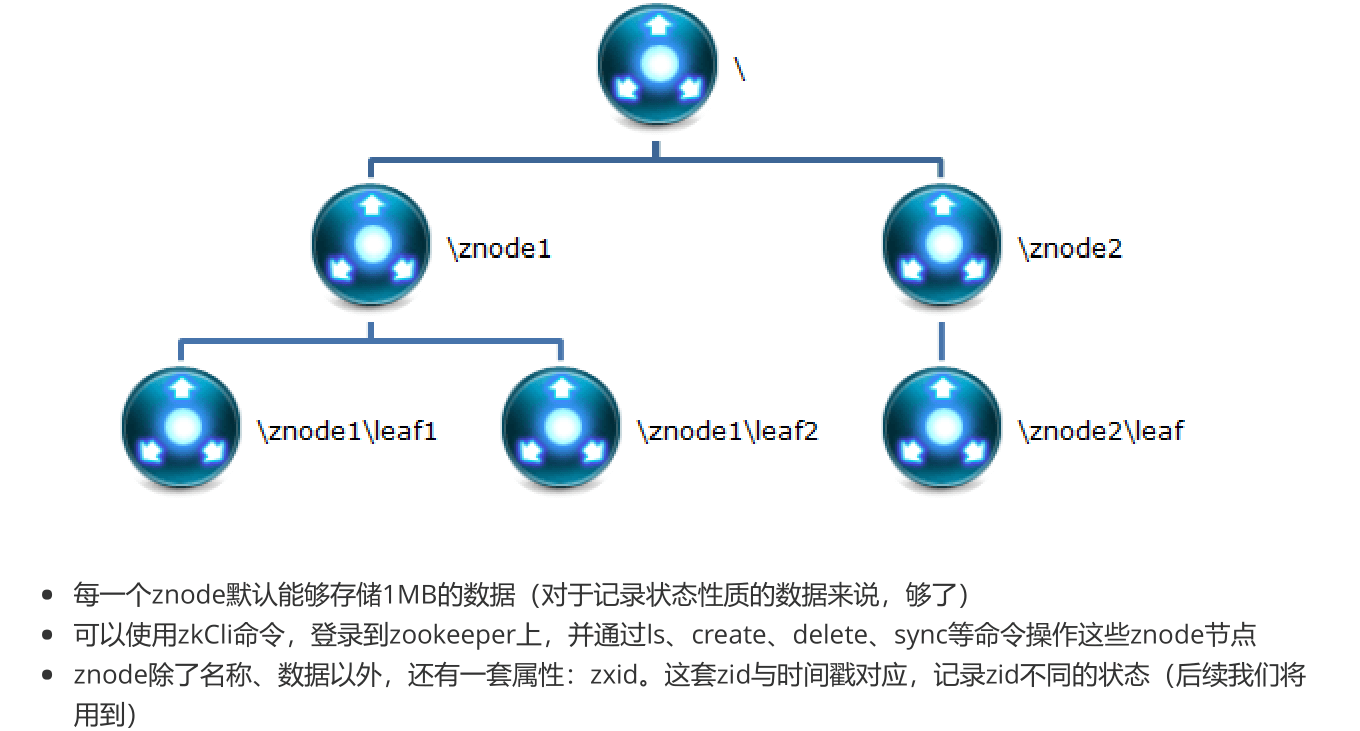 \
\znode1
\znode2
\znode1\leaf1
\znode1\leaf2
\znode2\leaf
每一个znode默认能够存储1MB的数据（对于记录状态性质的数据来说，够了）
可以使用zkCli命令，登录到zookeeper上，并通过ls、create、delete、sync等命令操作这些znode节点
znode除了名称、数据以外，还有一套属性：zxid。这套zid与时间戳对应，记录zid不同的状态（后续我们将
用到）